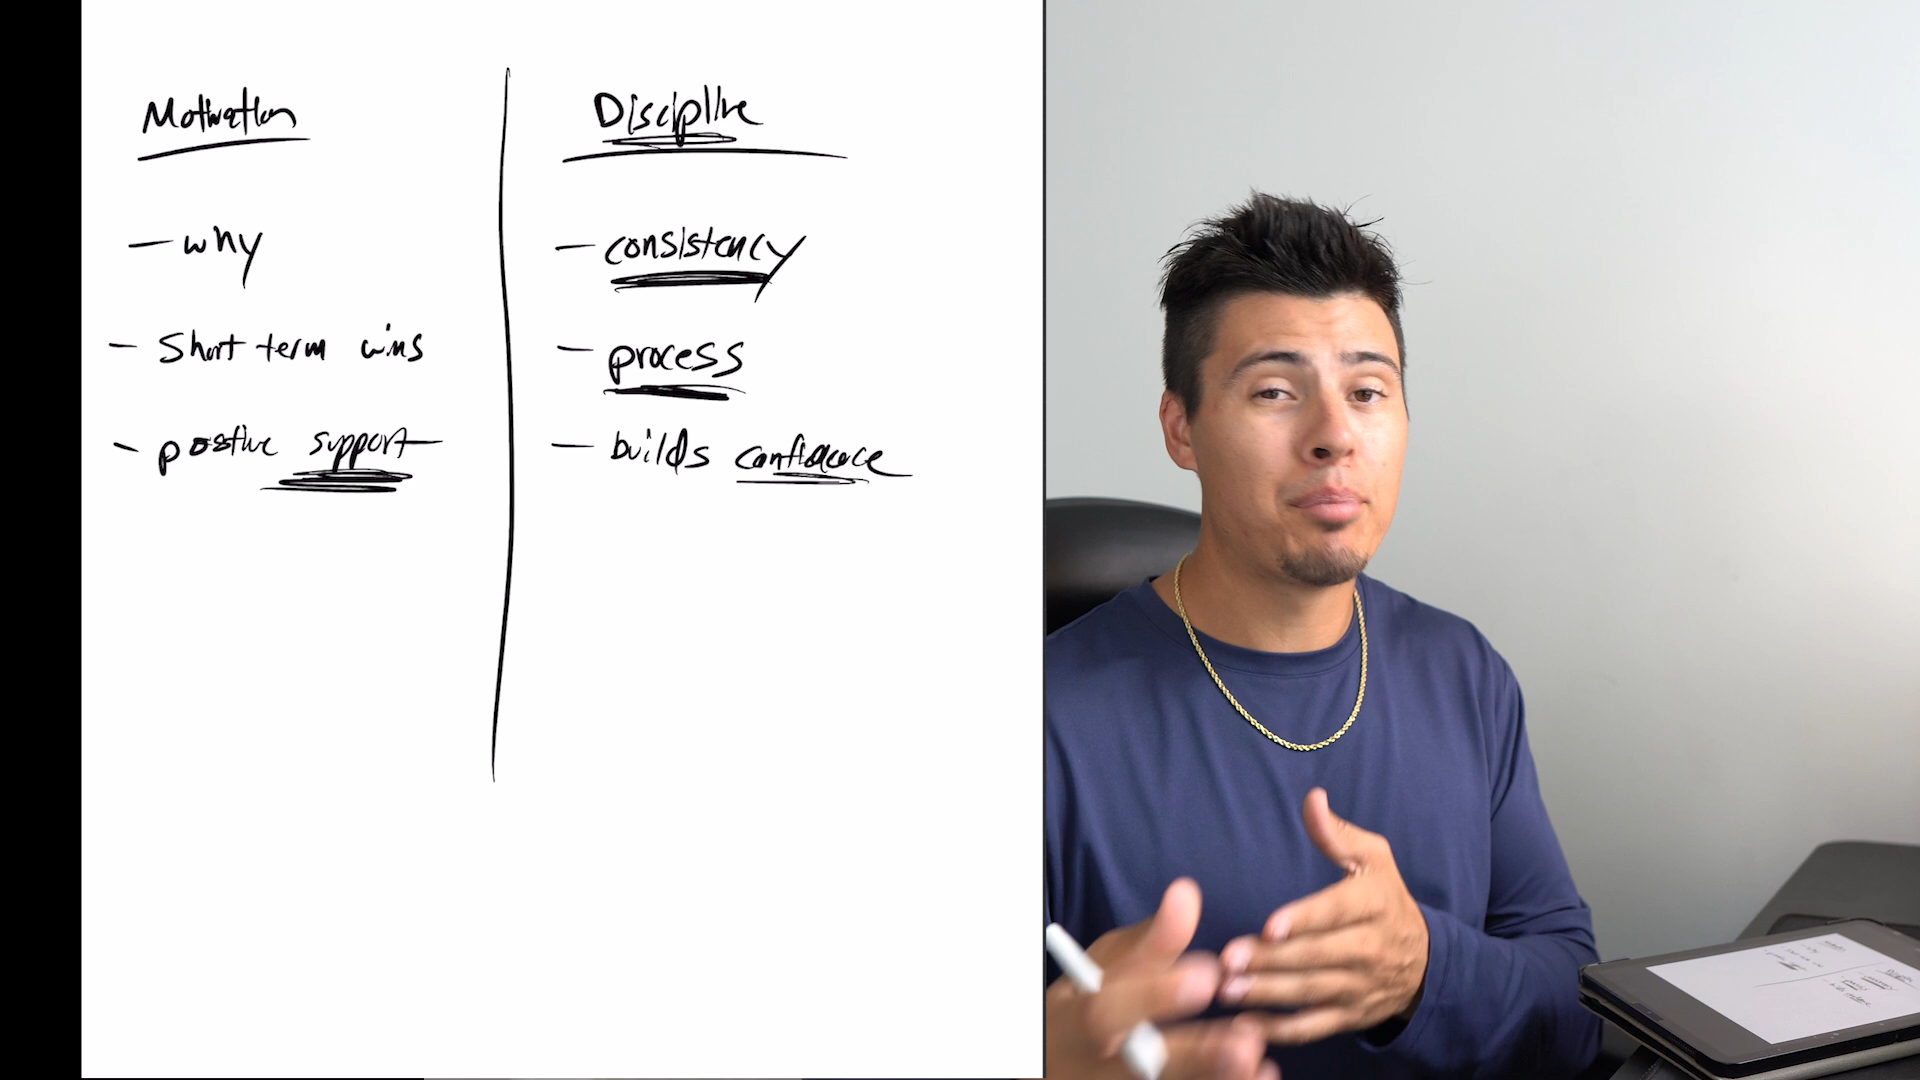 Motivation
- why
- Short term wins
- positive support
Discipline
- consistency
- process
- builds confidence